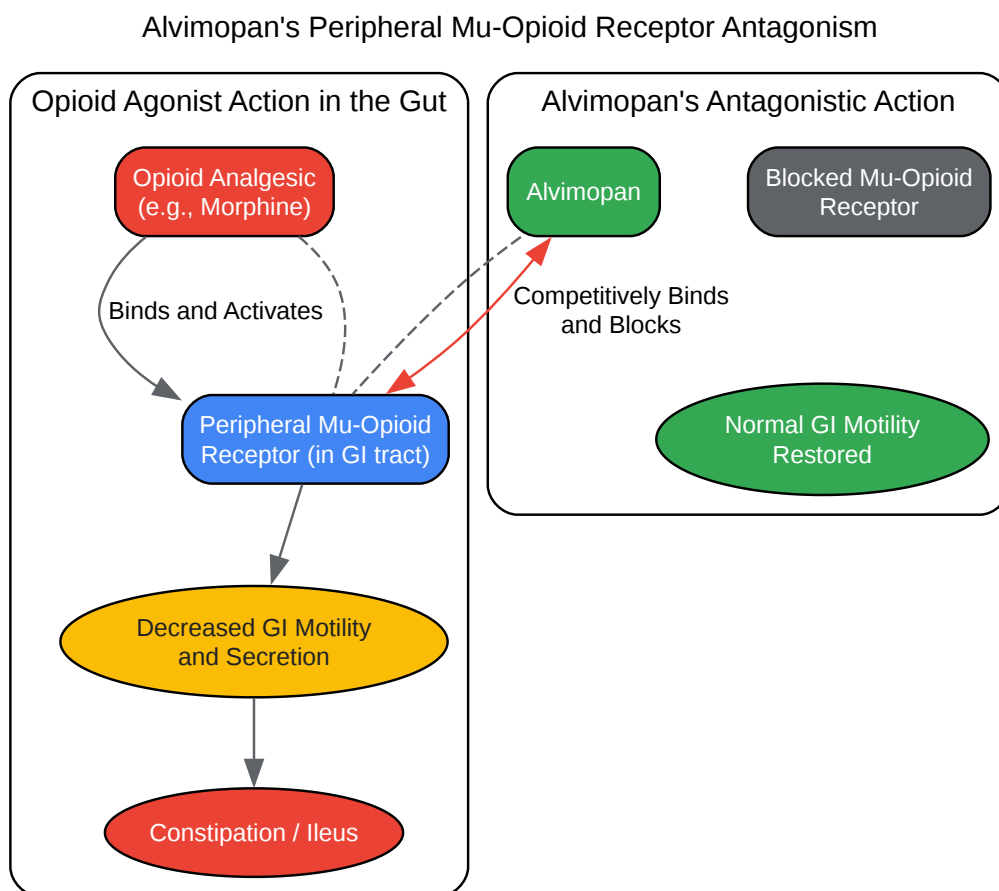 Alvimopan's Peripheral Mu-Opioid Receptor Antagonism
Opioid Agonist Action in the Gut
Opioid Analgesic
(e.g., Morphine)
Binds and Activates
Peripheral Mu-Opioid
Receptor (in GI tract)
Decreased GI Motility
and Secretion
Constipation / Ileus
Alvimopan's Antagonistic Action
Alvimopan
Blocked Mu-Opioid
Receptor
Competitively Binds
and Blocks
Normal GI Motility
Restored